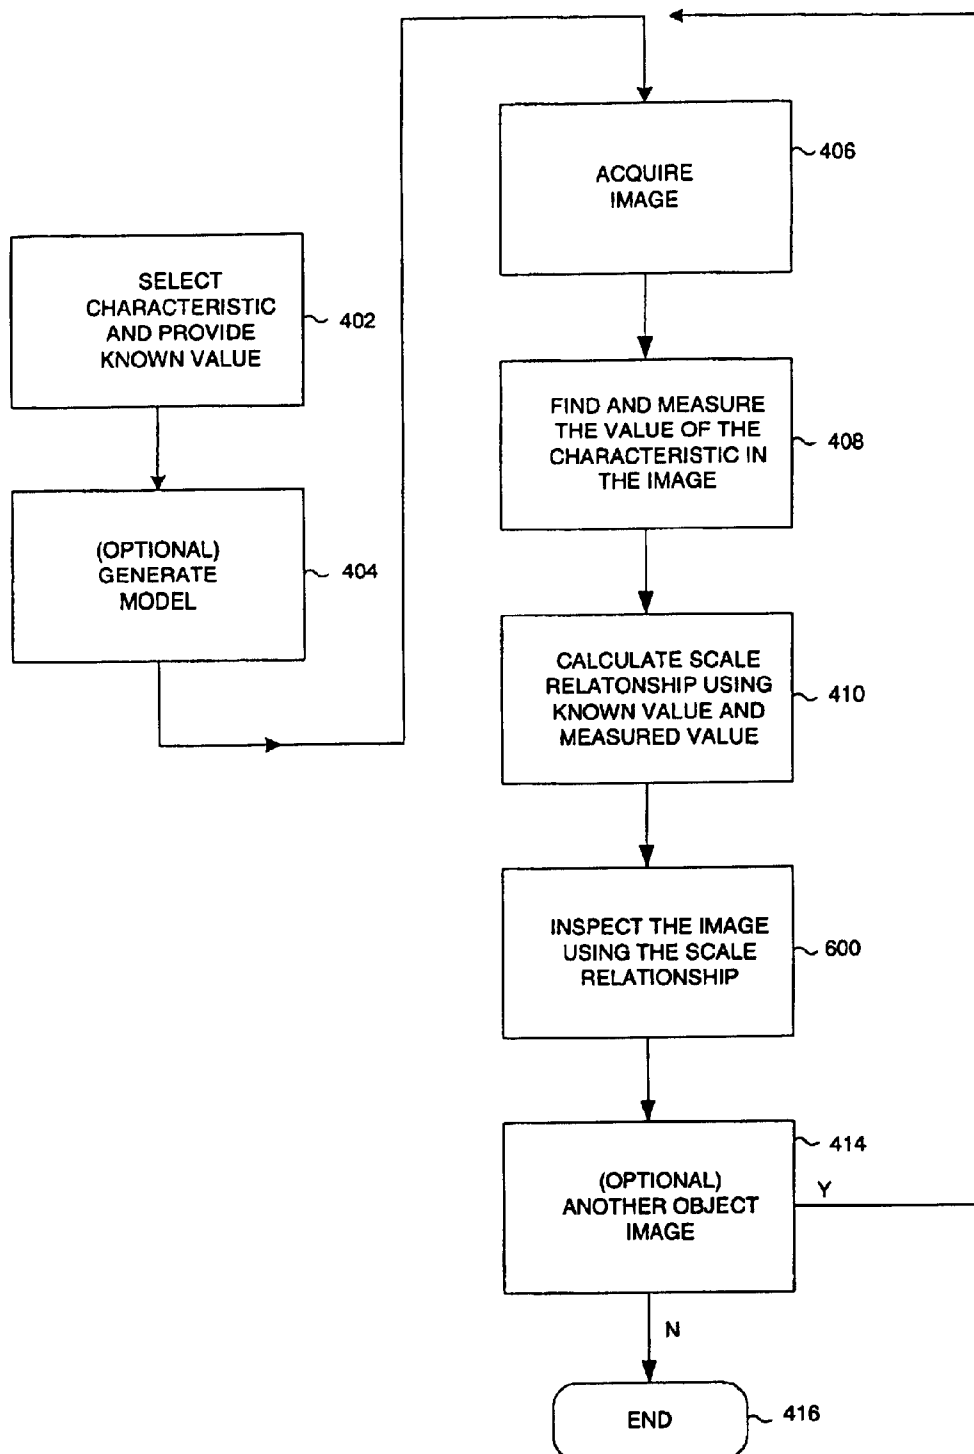 SELECT
CHARACTERISTIC
AND PROVIDE
KNOWN VALUE
402
(OPTIONAL)
GENERATE
MODEL
404
ACQUIRE
IMAGE
406
FIND AND MEASURE
THE VALUE OF THE
CHARACTERISTIC IN
THE IMAGE
408
CALCULATE SCALE
RELATONSHIP USING
KNOWN VALUE AND
MEASURED VALUE
410
INSPECT THE IMAGE
USING THE SCALE
RELATIONSHIP
600
(OPTIONAL)
ANOTHER OBJECT
IMAGE
414
Y
N
END
416